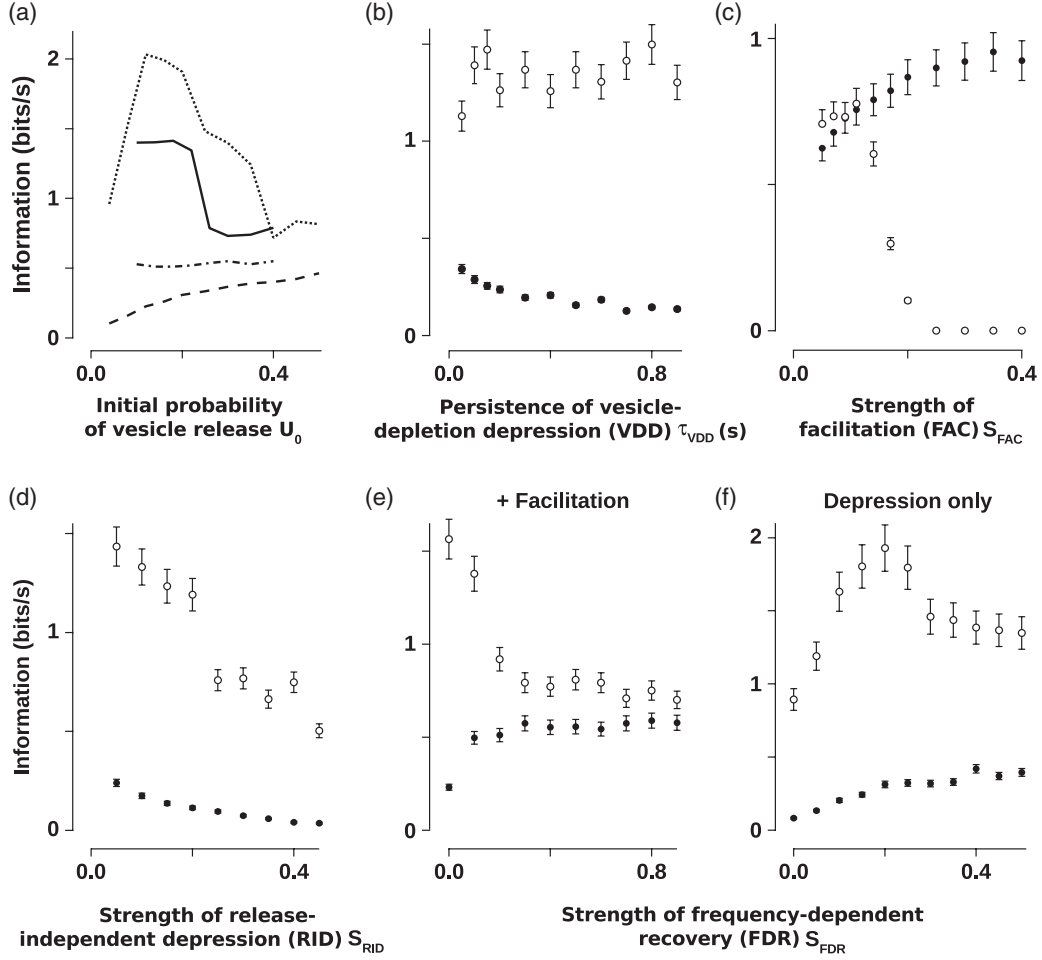 (a)
(b)
(c)
Information (bits/s)
2
1
0
0.0
0.4
Initial probability
of vesicle release U0
1
0
0.0
0.8
Persistence of vesicle-
depletion depression (VDD) τVDD (s)
1
0
0.0
0.4
Strength of
facilitation (FAC) SFAC
(d)
(e)
+ Facilitation
(f)
Depression only
Information (bits/s)
1
0
0.0
0.4
Strength of release-
independent depression (RID) SRID
1
0
0.0
0.8
2
1
0
0.0
0.4
Strength of frequency-dependent
recovery (FDR) SFDR